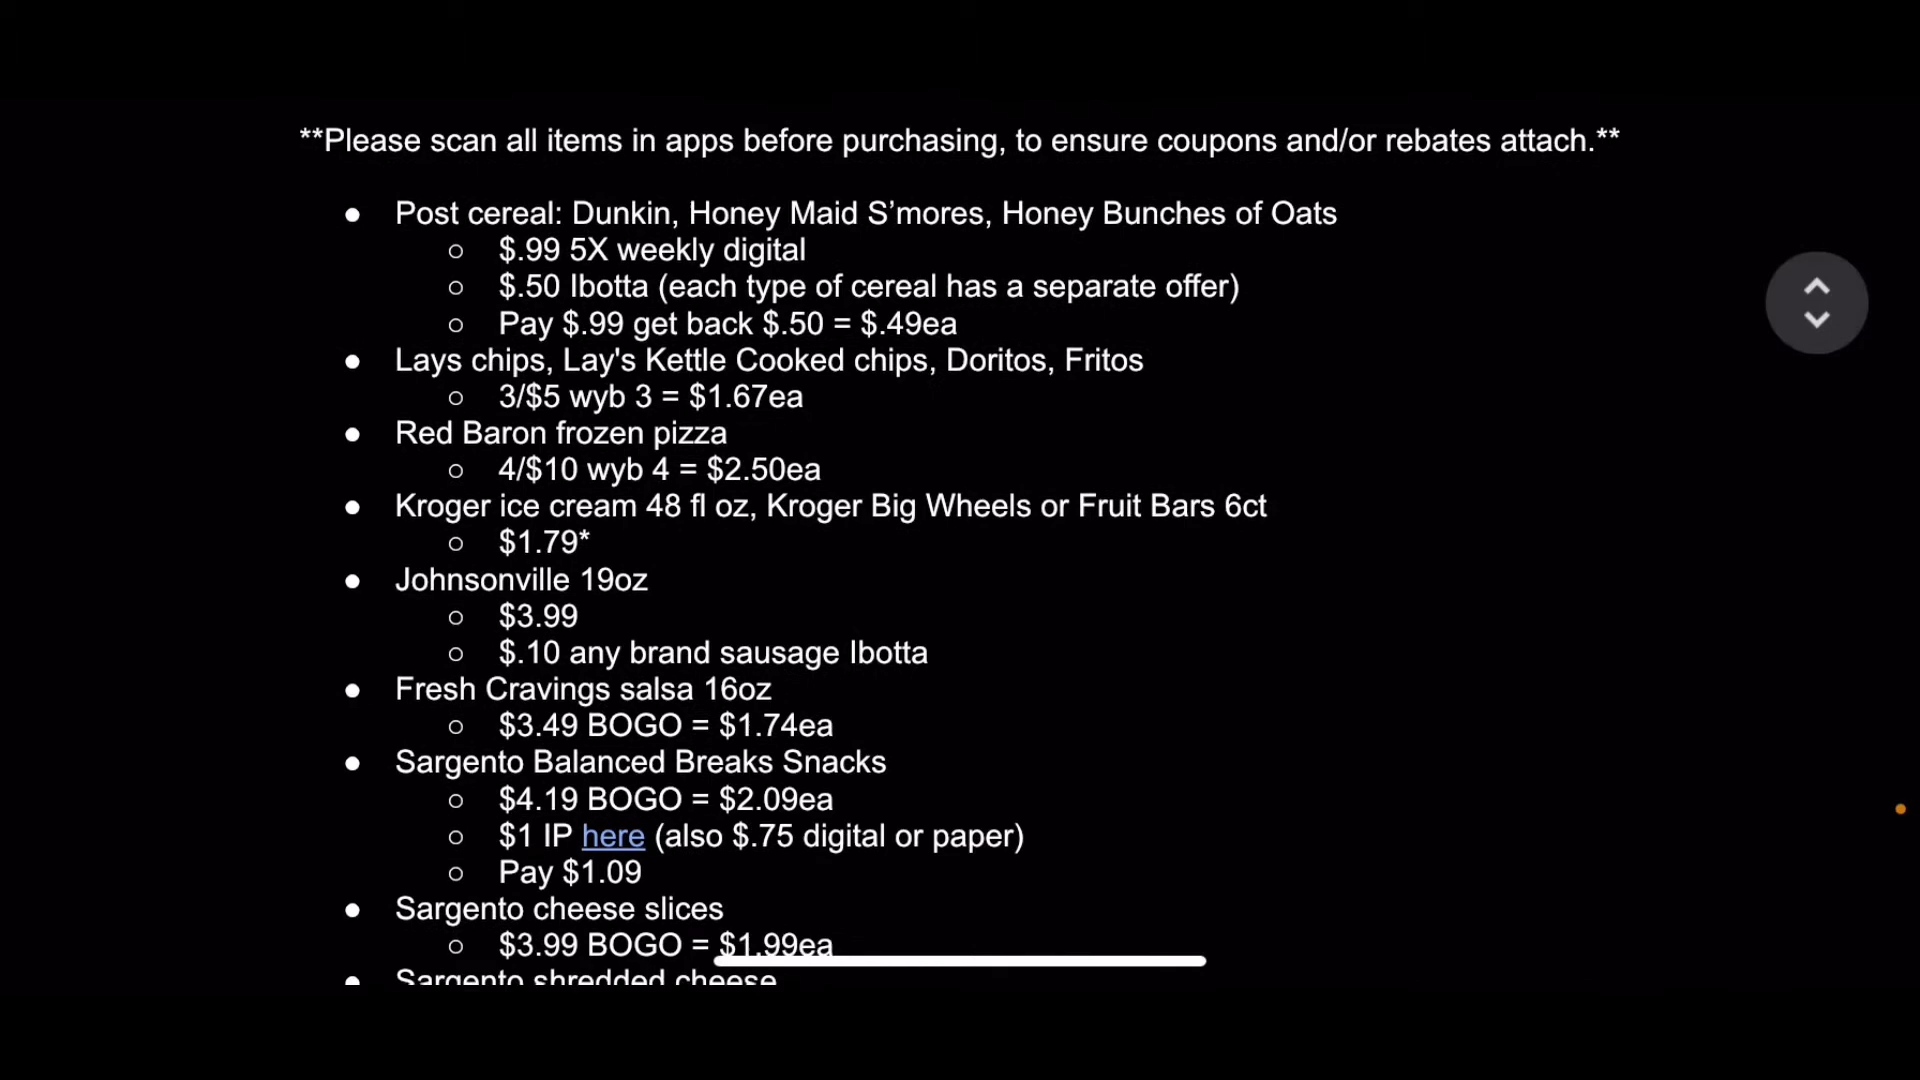 **Please scan all items in apps before purchasing, to ensure coupons and/or rebates attach.**
● Post cereal: Dunkin, Honey Maid S’mores, Honey Bunches of Oats
○ $.99 5X weekly digital
○ $.50 Ibotta (each type of cereal has a separate offer)
○ Pay $.99 get back $.50 = $.49ea
● Lays chips, Lay's Kettle Cooked chips, Doritos, Fritos
○ 3/$5 wyb 3 = $1.67ea
● Red Baron frozen pizza
○ 4/$10 wyb 4 = $2.50ea
● Kroger ice cream 48 fl oz, Kroger Big Wheels or Fruit Bars 6ct
○ $1.79*
● Johnsonville 19oz
○ $3.99
○ $.10 any brand sausage Ibotta
● Fresh Cravings salsa 16oz
○ $3.49 BOGO = $1.74ea
● Sargento Balanced Breaks Snacks
○ $4.19 BOGO = $2.09ea
○ $1 IP here (also $.75 digital or paper)
○ Pay $1.09
● Sargento cheese slices
○ $3.99 BOGO = $1.99ea
● Sargento shredded cheese